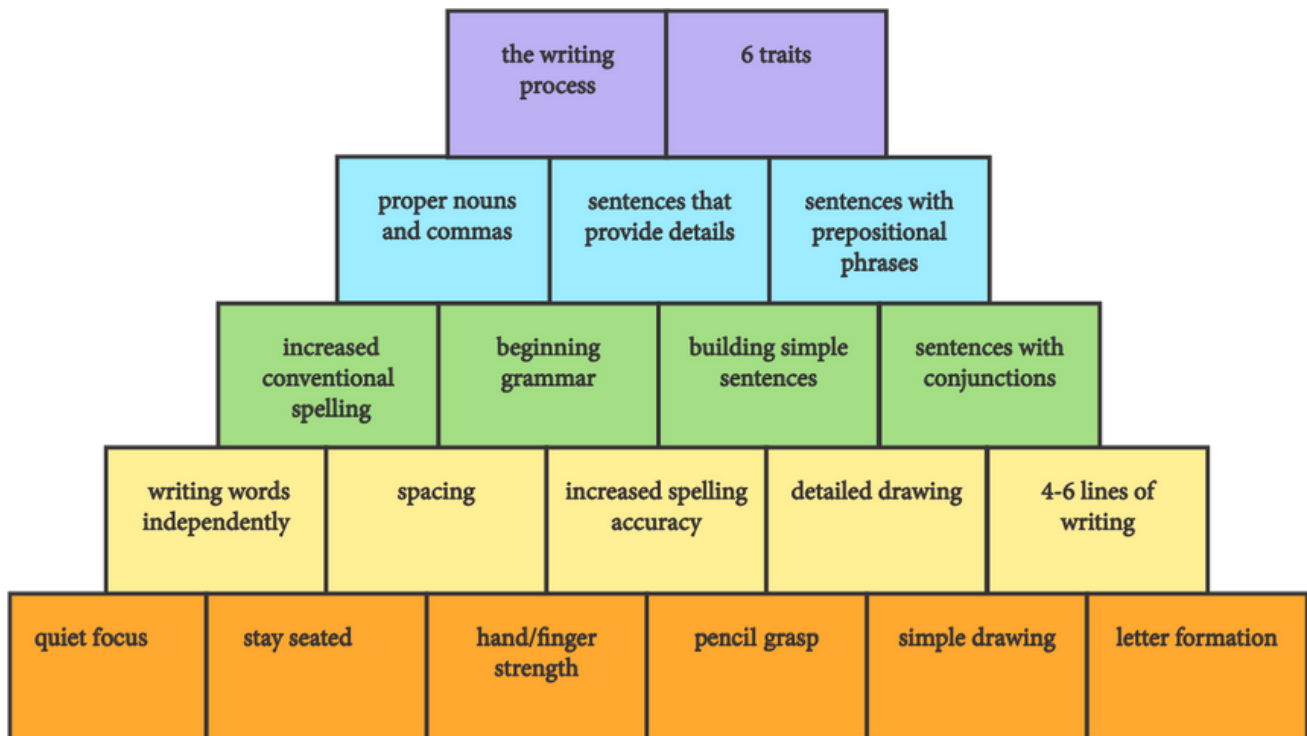 the writing
process
6 traits
proper nouns
and commas
sentences that
provide details
sentences with
prepositional
phrases
increased
conventional
spelling
beginning
grammar
building simple
sentences
sentences with
conjunctions
writing words
independently
spacing
increased spelling
accuracy
detailed drawing
4-6 lines of
writing
quiet focus
stay seated
hand/finger
strength
pencil grasp
simple drawing
letter formation